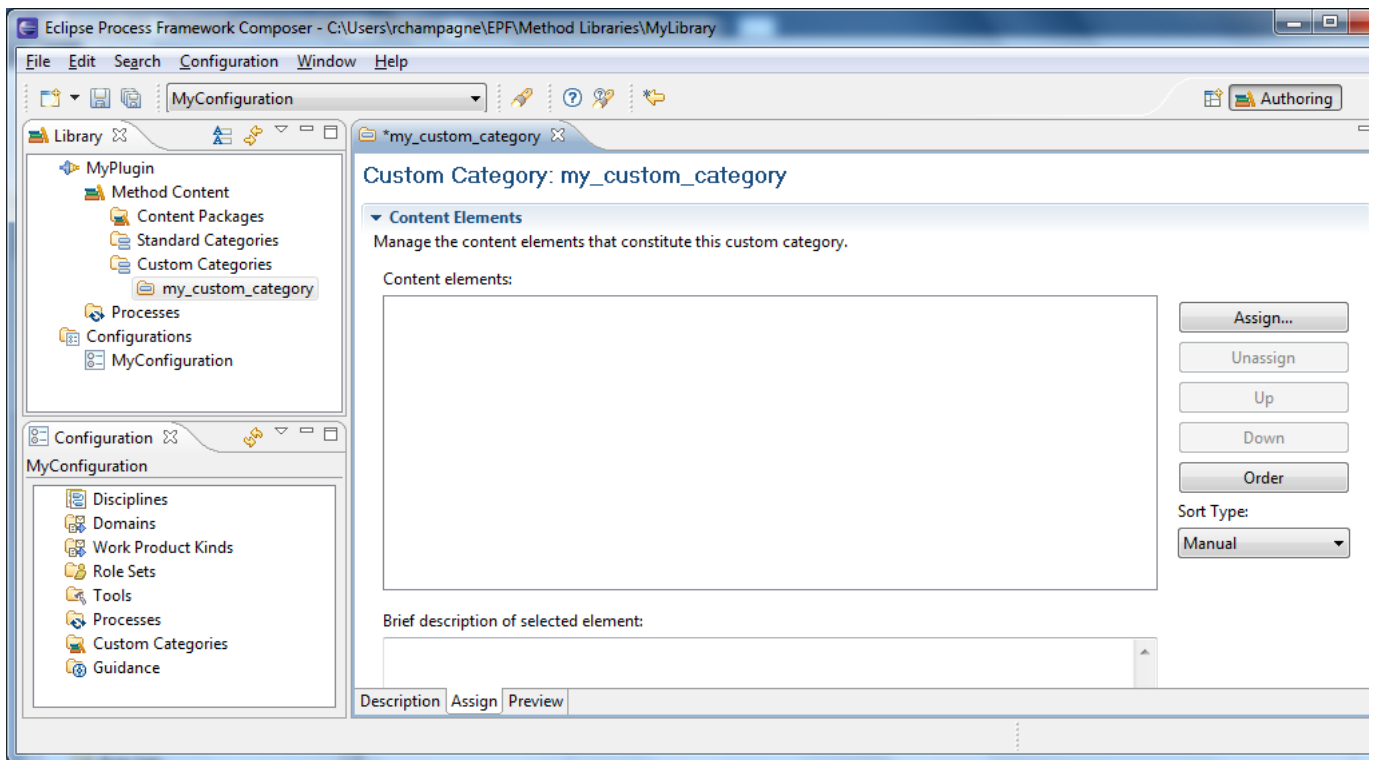 Eclipse Process Framework Composer - C:\Users\rchampagne\EPF\Method Libraries\MyLibrary
File Edit Search Configuration Window Help
MyConfiguration
Authoring
Library
MyPlugin
Method Content
Content Packages
Standard Categories
Custom Categories
my_custom_category
Processes
Configurations
MyConfiguration
Configuration
MyConfiguration
Disciplines
Domains
Work Product Kinds
Role Sets
Tools
Processes
Custom Categories
Guidance
*my_custom_category
Custom Category: my_custom_category
Content Elements
Manage the content elements that constitute this custom category.
Content elements:
Assign...
Unassign
Up
Down
Order
Sort Type:
Manual
Brief description of selected element:
Description Assign Preview